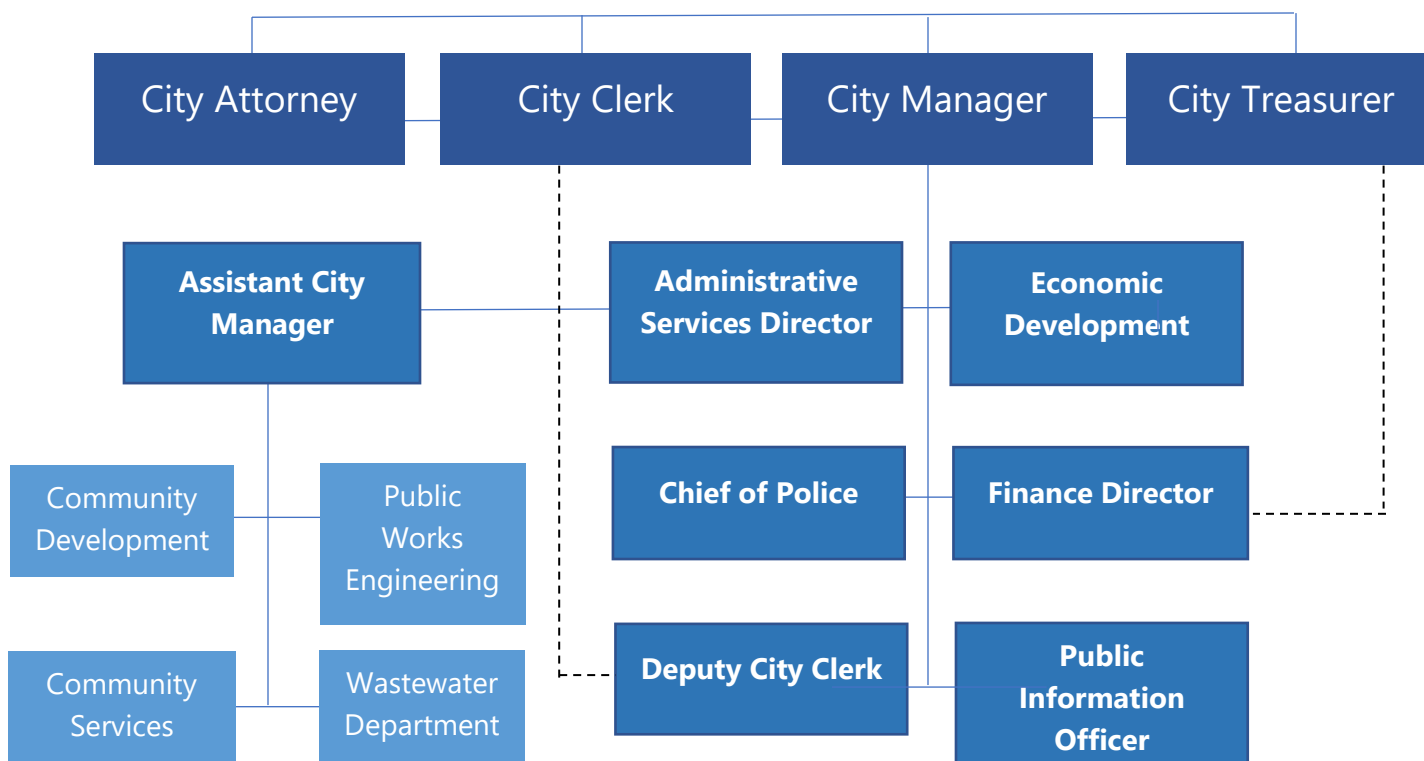 City Attorney
City Clerk
City Manager
City Treasurer
Assistant City
Manager
Administrative
Services Director
Economic
Development
Community
Development
Public
Works
Engineering
Chief of Police
Finance Director
Community
Services
Wastewater
Department
Deputy City Clerk
Public
Information
Officer